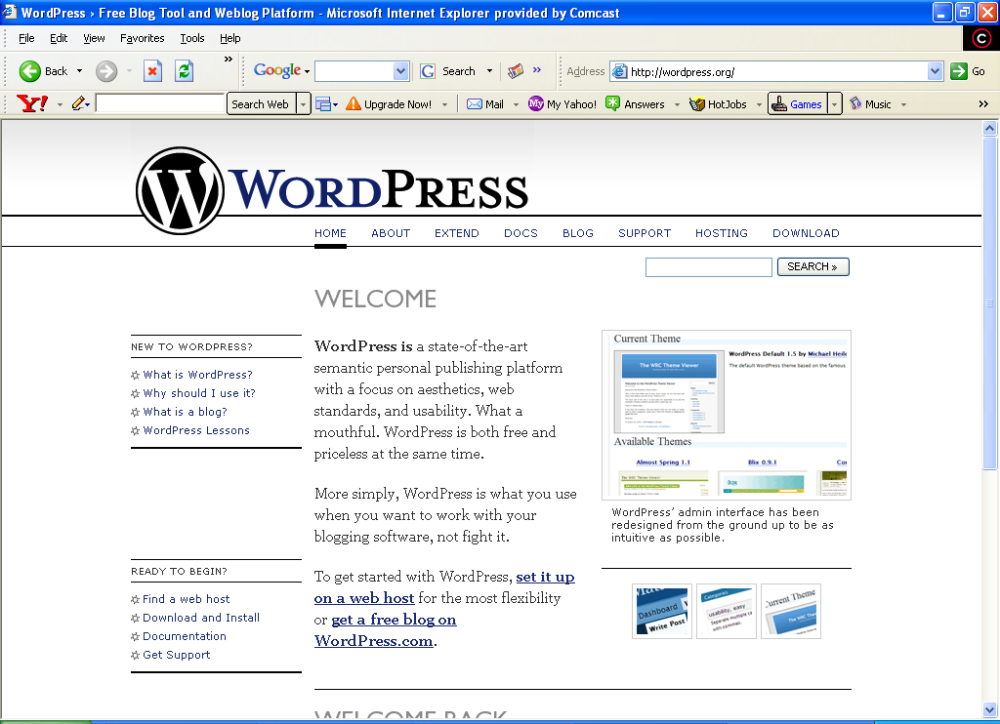 WordPress › Free Blog Tool and Weblog Platform - Microsoft Internet Explorer provided by Comcast
File Edit View Favorites Tools Help
Back Google Search Address http://wordpress.org/ Go
Y! Search Web Upgrade Now! Mail My Yahoo! Answers HotJobs Games Music
WORDPRESS
HOME ABOUT EXTEND DOCS BLOG SUPPORT HOSTING DOWNLOAD
SEARCH »
WELCOME
NEW TO WORDPRESS?
What is WordPress?
Why should I use it?
What is a blog?
WordPress Lessons
READY TO BEGIN?
Find a web host
Download and Install
Documentation
Get Support
WordPress is a state-of-the-art
semantic personal publishing platform
with a focus on aesthetics, web
standards, and usability. What a
mouthful. WordPress is both free and
priceless at the same time.
More simply, WordPress is what you use
when you want to work with your
blogging software, not fight it.
To get started with WordPress, set it up
on a web host for the most flexibility
or get a free blog on
WordPress.com.
Current Theme
The WRC Theme Viewer
WordPress Default 1.5 by Michael Heile
The default WordPress theme based on the famous
Available Themes
Almost Spring 1.1 Blix 0.9.1 Co
WordPress' admin interface has been
redesigned from the ground up to be as
intuitive as possible.
Dashboard
Write Post
Categories
usability, easy
Separate multiple c
with commas.
Current Theme
The WRC The
WELCOME BACK